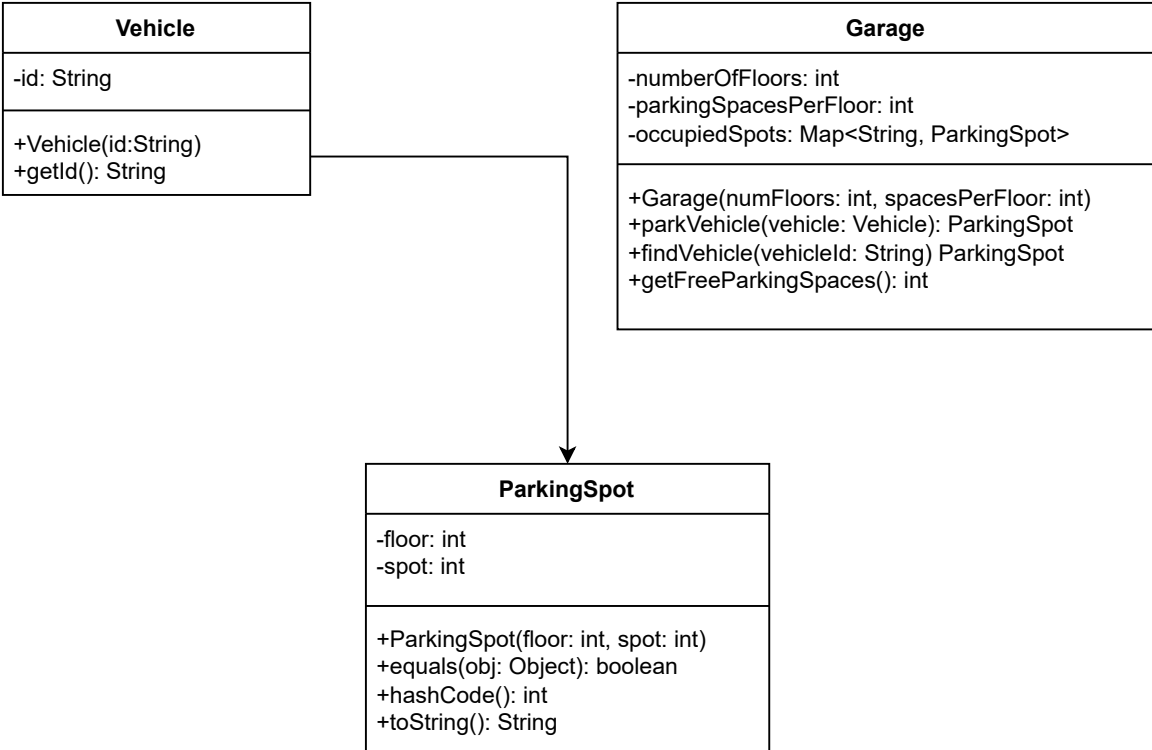 Vehicle
-id: String
+Vehicle(id:String)
+getId(): String
Garage
-numberOfFloors: int
-parkingSpacesPerFloor: int
-occupiedSpots: Map<String, ParkingSpot>
+Garage(numFloors: int, spacesPerFloor: int)
+parkVehicle(vehicle: Vehicle): ParkingSpot
+findVehicle(vehicleId: String) ParkingSpot
+getFreeParkingSpaces(): int
ParkingSpot
-floor: int
-spot: int
+ParkingSpot(floor: int, spot: int)
+equals(obj: Object): boolean
+hashCode(): int
+toString(): String